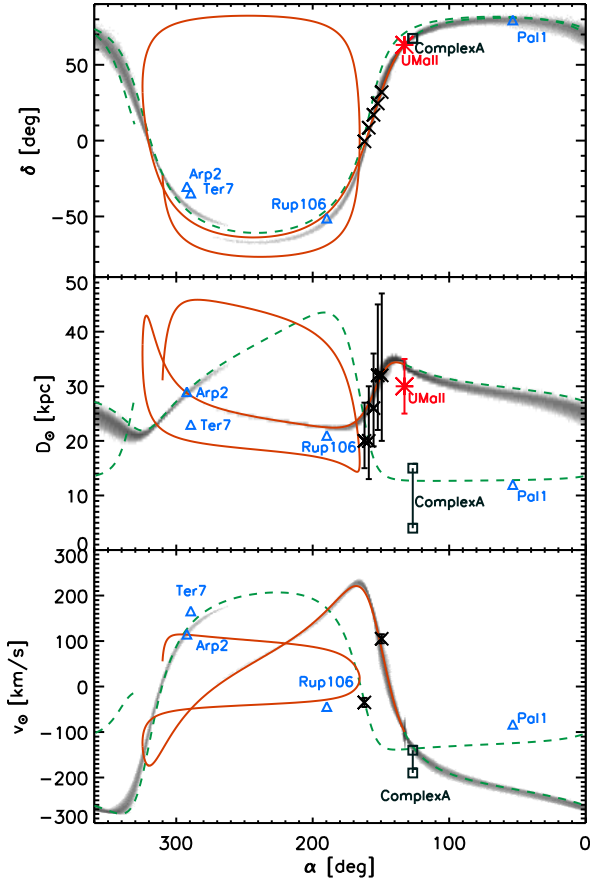 50
0
−50
δ [deg]
Arp2
Ter7
Rup106
ComplexA
UMaII
Pal1
50
40
30
20
10
0
D⊙ [kpc]
Arp2
Ter7
Rup106
UMaII
ComplexA
Pal1
300
200
100
0
−100
−200
−300
v⊙ [km/s]
Ter7
Arp2
Rup106
Pal1
ComplexA
300
200
100
0
α [deg]